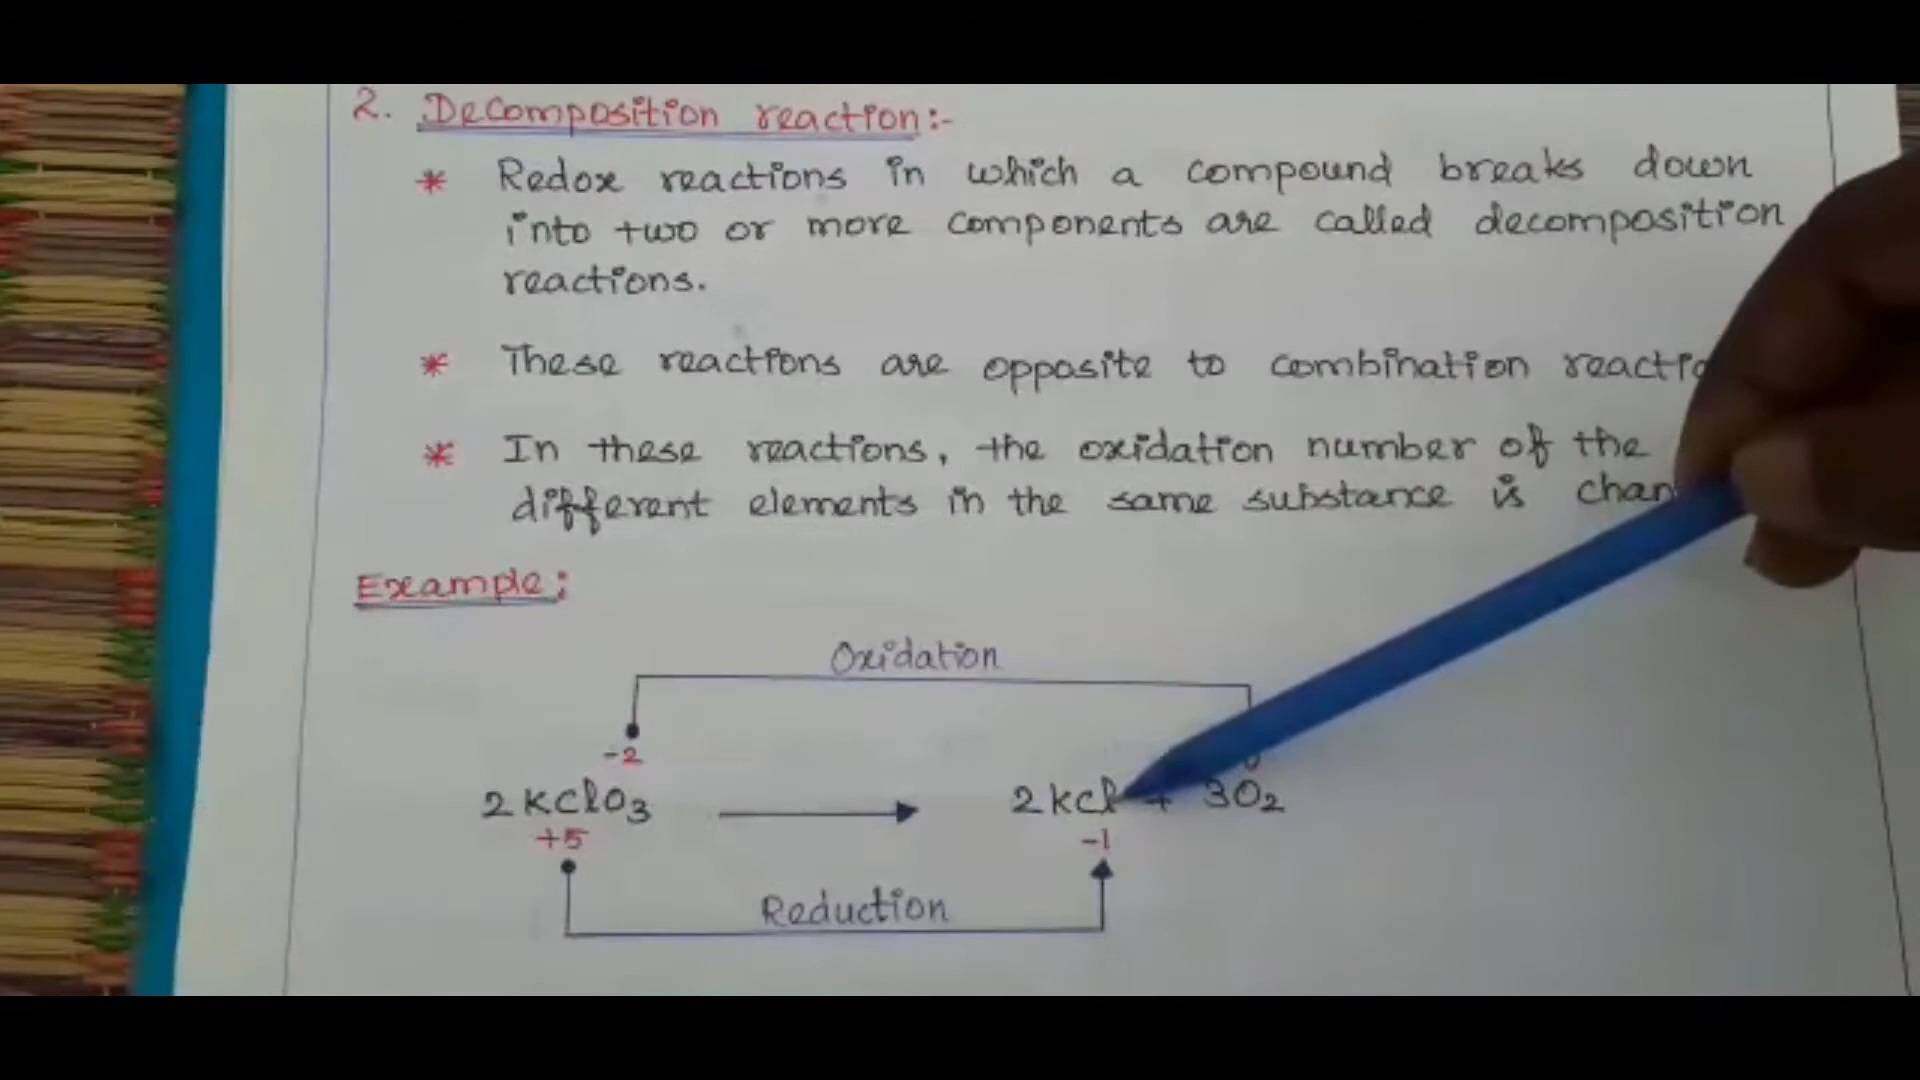 2. Decomposition reaction:-
* Redox reactions in which a compound breaks down
into two or more components are called decomposition
reactions.
* These reactions are opposite to combination
* In these reactions, the oxidation number of the
different elements in the same substance is
Example:
Oxidation
-2
2KClO3 → 2KCl + 3O2
+5 -1
Reduction